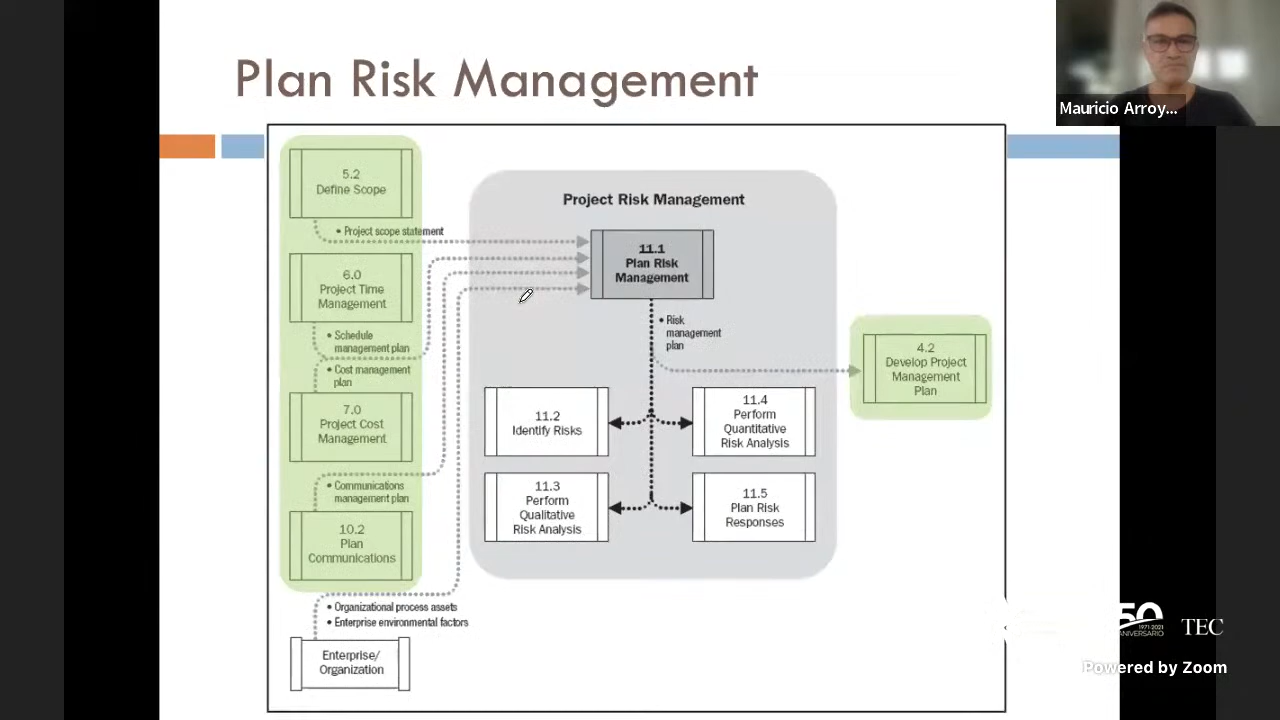 Plan Risk Management
Mauricio Arroy...
5.2
Define Scope
• Project scope statement
6.0
Project Time
Management
• Schedule
management plan
• Cost management
plan
7.0
Project Cost
Management
• Communications
management plan
10.2
Plan
Communications
• Organizational process assets
• Enterprise environmental factors
Enterprise/
Organization
Project Risk Management
11.1
Plan Risk
Management
• Risk
management
plan
11.2
Identify Risks
11.4
Perform
Quantitative
Risk Analysis
11.3
Perform
Qualitative
Risk Analysis
11.5
Plan Risk
Responses
4.2
Develop Project
Management
Plan
50
1971-2021
ANIVERSARIO
TEC
Powered by Zoom